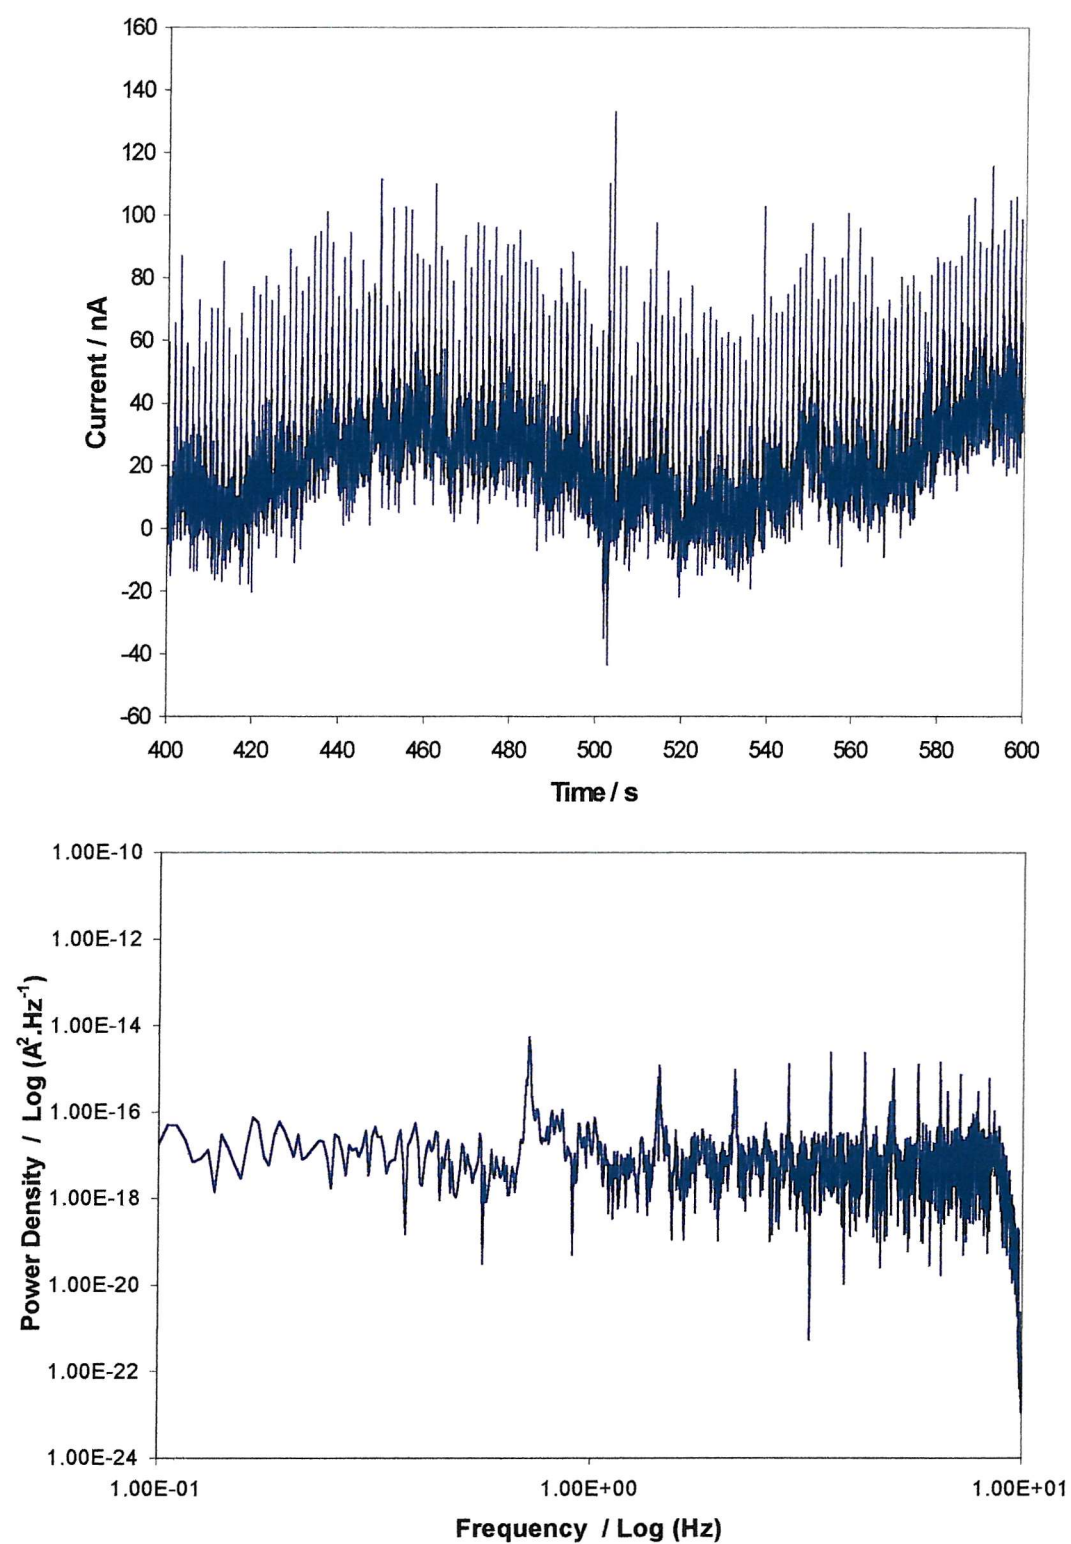 160
140
120
100
80
60
40
20
0
-20
-40
-60
Current / nA
400 420 440 460 480 500 520 540 560 580 600
Time / s
1.00E-10
1.00E-12
1.00E-14
1.00E-16
1.00E-18
1.00E-20
1.00E-22
1.00E-24
Power Density / Log (A².Hz⁻¹)
1.00E-01 1.00E+00 1.00E+01
Frequency / Log (Hz)